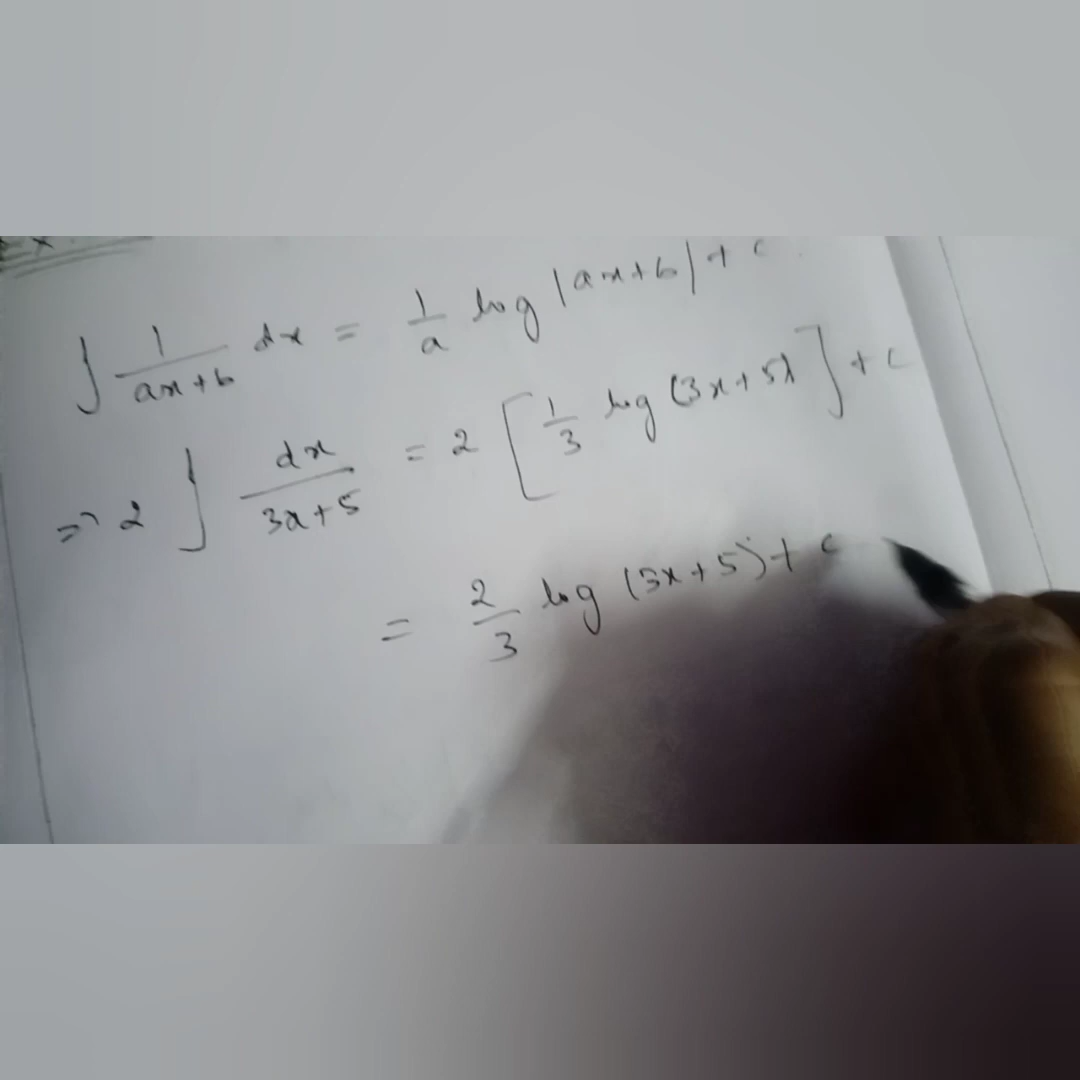 ∫ 1/(ax+b) dx = 1/a log |ax+b| + c
=> 2 ∫ dx/(3x+5) = 2 [ 1/3 log (3x+5) ] + c
= 2/3 log (3x+5) + c